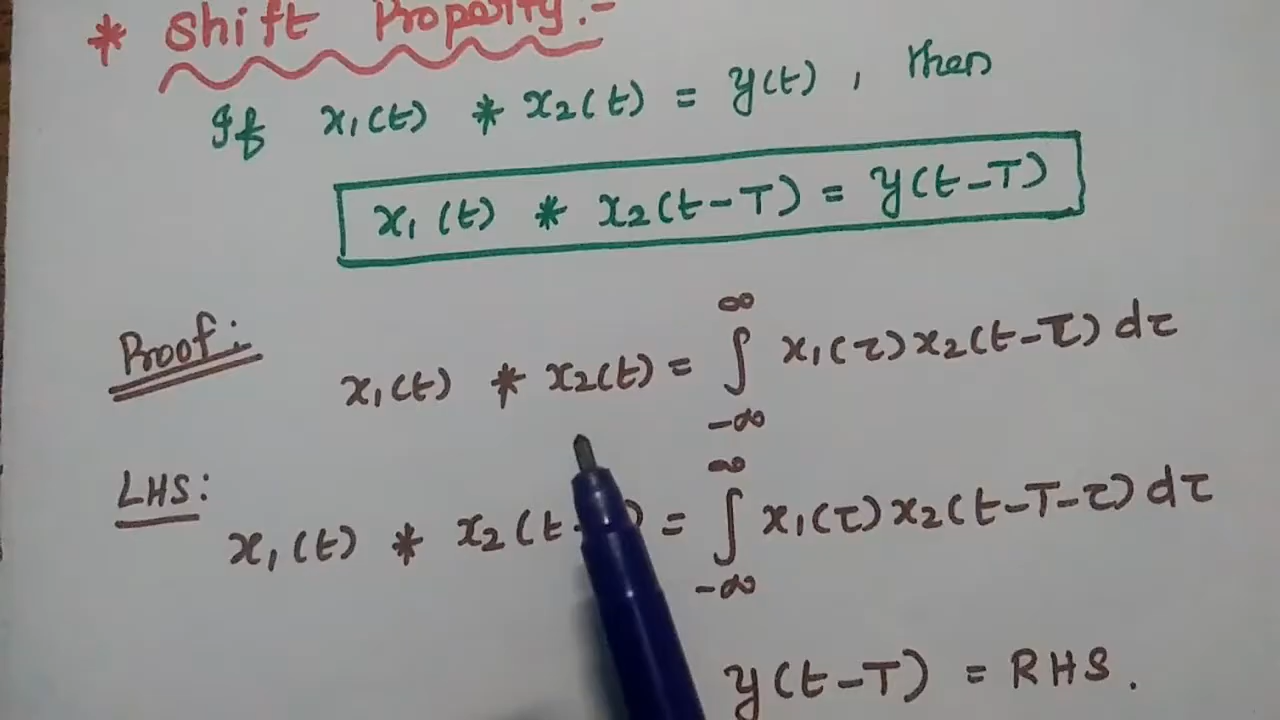 * Shift Property:-
If x₁(t) * x₂(t) = y(t), then
x₁(t) * x₂(t-T) = y(t-T)
Proof:
x₁(t) * x₂(t) = ∫_{-∞}^{∞} x₁(τ) x₂(t-τ) dτ
LHS:
x₁(t) * x₂(t- ) = ∫_{-∞}^{∞} x₁(τ) x₂(t-T-τ) dτ
y(t-T) = RHS.